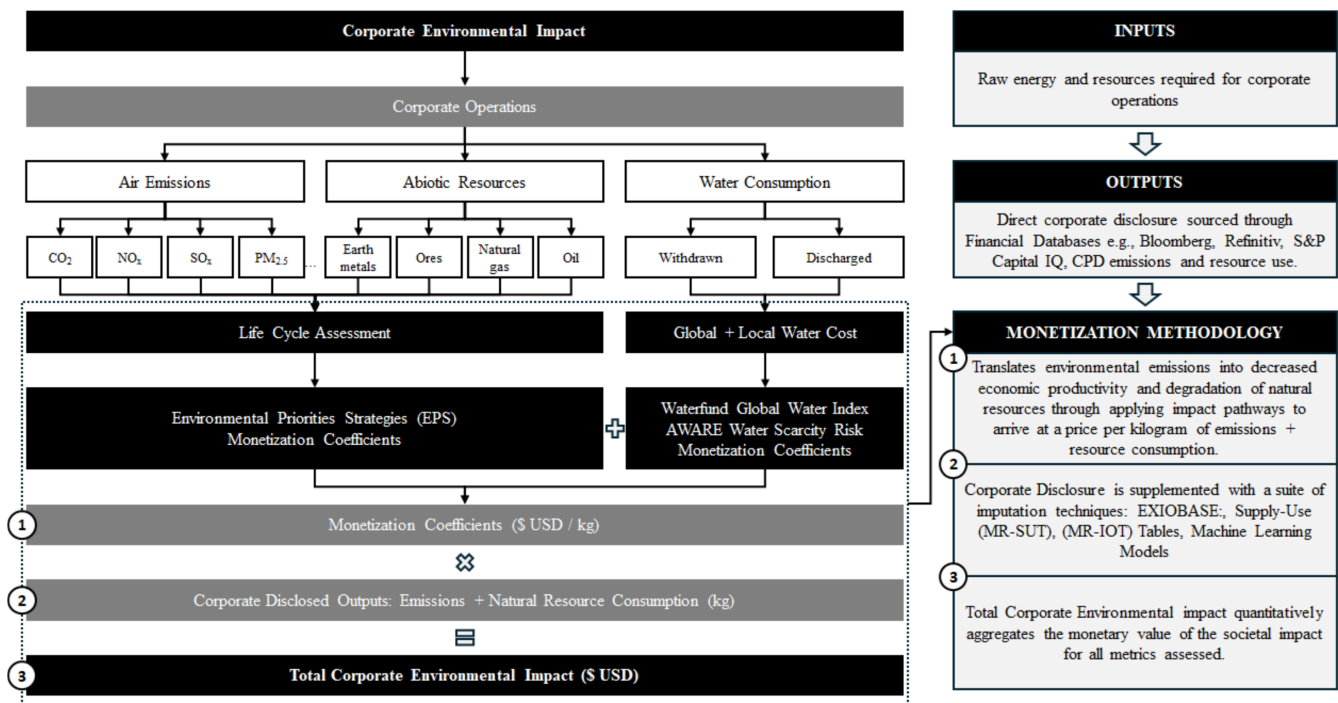 Corporate Environmental Impact
Corporate Operations
Air Emissions
Abiotic Resources
Water Consumption
CO2
NOx
SOx
PM2.5
...
Earth
metals
Ores
Natural
gas
Oil
Withdrawn
Discharged
Life Cycle Assessment
Global + Local Water Cost
Environmental Priorities Strategies (EPS)
Monetization Coefficients
Waterfund Global Water Index
AWARE Water Scarcity Risk
Monetization Coefficients
1
Monetization Coefficients ($ USD / kg)
2
Corporate Disclosed Outputs: Emissions + Natural Resource Consumption (kg)
3
Total Corporate Environmental Impact ($ USD)
INPUTS
Raw energy and resources required for corporate
operations
OUTPUTS
Direct corporate disclosure sourced through
Financial Databases e.g., Bloomberg, Refinitiv, S&P
Capital IQ, CPD emissions and resource use.
MONETIZATION METHODOLOGY
1
Translates environmental emissions into decreased
economic productivity and degradation of natural
resources through applying impact pathways to
arrive at a price per kilogram of emissions +
resource consumption.
2
Corporate Disclosure is supplemented with a suite of
imputation techniques: EXIOBASE:, Supply-Use
(MR-SUT), (MR-IOT) Tables, Machine Learning
Models
3
Total Corporate Environmental impact quantitatively
aggregates the monetary value of the societal impact
for all metrics assessed.